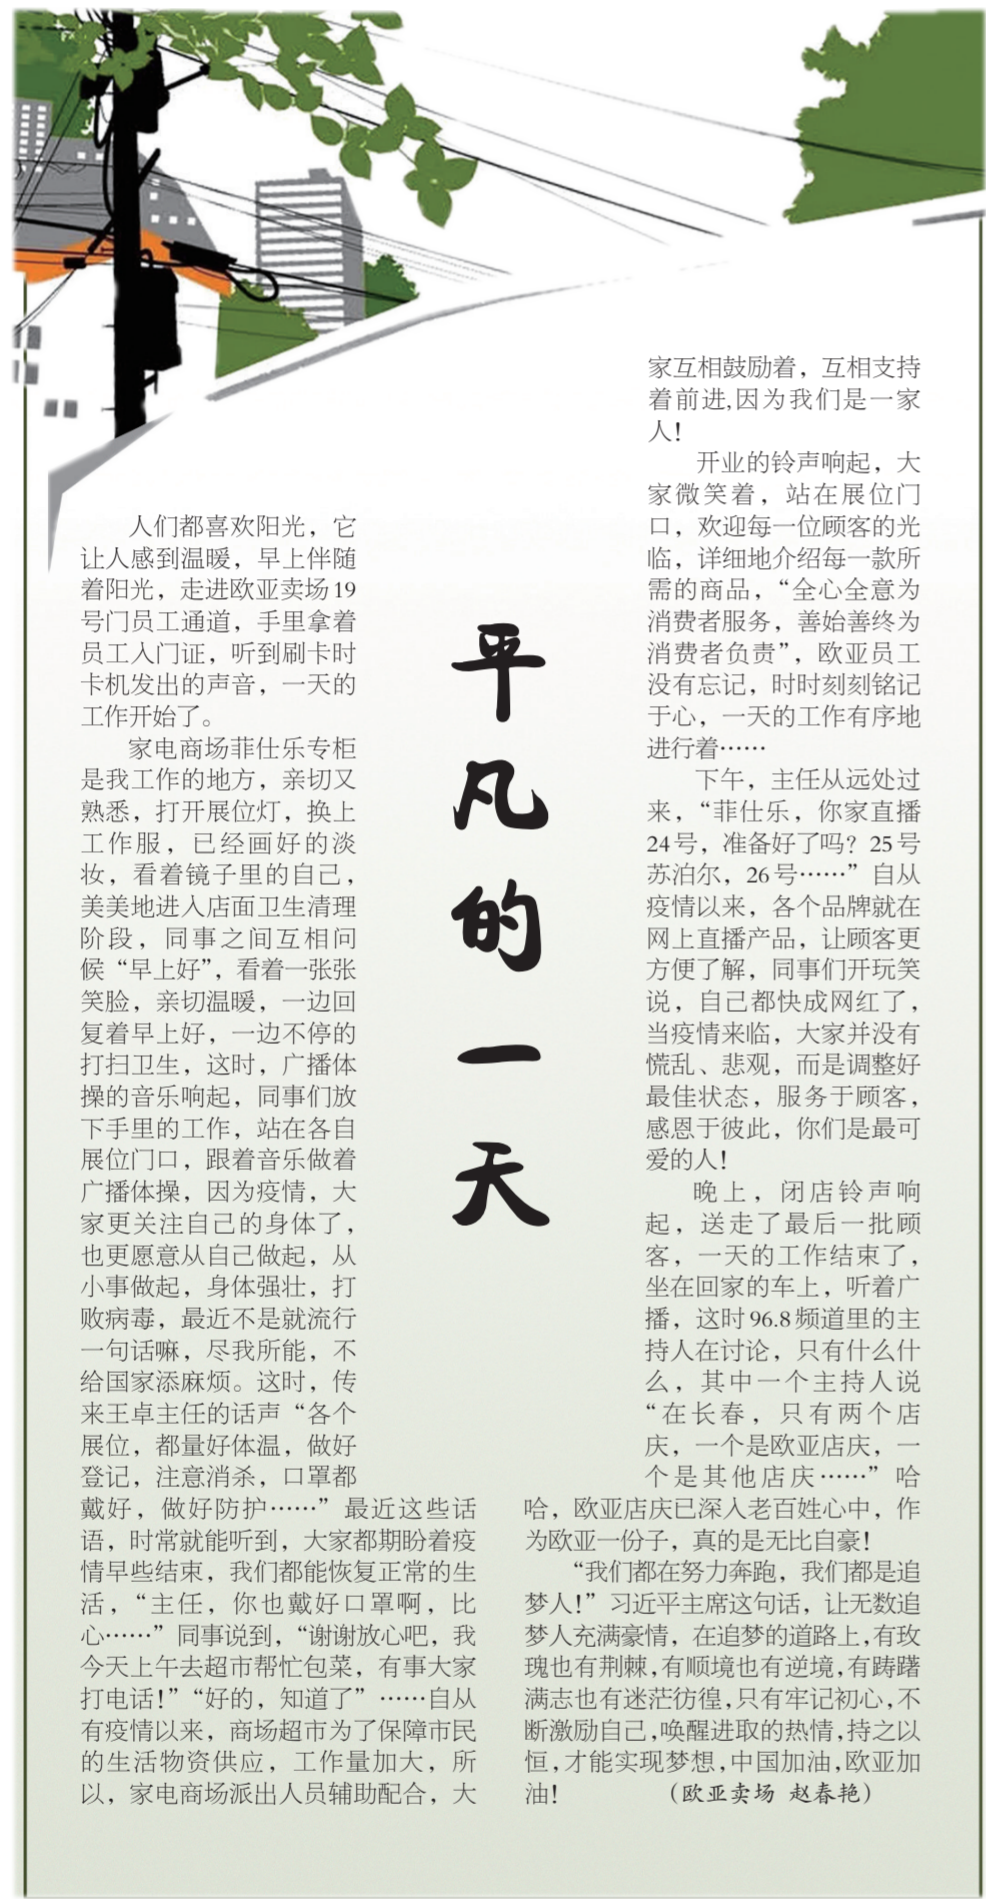 平凡的一天
人们都喜欢阳光，它
让人感到温暖，早上伴随
着阳光，走进欧亚卖场19
号门员工通道，手里拿着
员工入门证，听到刷卡时
卡机发出的声音，一天的
工作开始了。
家电商场菲仕乐专柜
是我工作的地方，亲切又
熟悉，打开展位灯，换上
工作服，已经画好的淡
妆，看着镜子里的自己，
美美地进入店面卫生清理
阶段，同事之间互相问
候“早上好”，看着一张张
笑脸，亲切温暖，一边回
复着早上好，一边不停的
打扫卫生，这时，广播体
操的音乐响起，同事们放
下手里的工作，站在各自
展位门口，跟着音乐做着
广播体操，因为疫情，大
家更关注自己的身体了，
也更愿意从自己做起，从
小事做起，身体强壮，打
败病毒，最近不是就流行
一句话嘛，尽我所能，不
给国家添麻烦。这时，传
来王卓主任的话声“各个
展位，都量好体温，做好
登记，注意消杀，口罩都
戴好，做好防护……”最近这些话
语，时常就能听到，大家都期盼着疫
情早些结束，我们都能恢复正常的生
活，“主任，你也戴好口罩啊，比
心……”同事说到，“谢谢放心吧，我
今天上午去超市帮忙包菜，有事大家
打电话！”“好的，知道了”……自从
有疫情以来，商场超市为了保障市民
的生活物资供应，工作量加大，所
以，家电商场派出人员辅助配合，大
家互相鼓励着，互相支持
着前进,因为我们是一家
人！
开业的铃声响起，大
家微笑着，站在展位门
口，欢迎每一位顾客的光
临，详细地介绍每一款所
需的商品，“全心全意为
消费者服务，善始善终为
消费者负责”，欧亚员工
没有忘记，时时刻刻铭记
于心，一天的工作有序地
进行着……
下午，主任从远处过
来，“菲仕乐，你家直播
24号，准备好了吗？25号
苏泊尔，26号……”自从
疫情以来，各个品牌就在
网上直播产品，让顾客更
方便了解，同事们开玩笑
说，自己都快成网红了，
当疫情来临，大家并没有
慌乱、悲观，而是调整好
最佳状态，服务于顾客，
感恩于彼此，你们是最可
爱的人！
晚上，闭店铃声响
起，送走了最后一批顾
客，一天的工作结束了，
坐在回家的车上，听着广
播，这时96.8频道里的主
持人在讨论，只有什么什
么，其中一个主持人说
“在长春，只有两个店
庆，一个是欧亚店庆，一
个是其他店庆……”哈
哈，欧亚店庆已深入老百姓心中，作
为欧亚一份子，真的是无比自豪！
“我们都在努力奔跑，我们都是追
梦人！”习近平主席这句话，让无数追
梦人充满豪情，在追梦的道路上,有玫
瑰也有荆棘,有顺境也有逆境,有踌躇
满志也有迷茫彷徨,只有牢记初心,不
断激励自己,唤醒进取的热情,持之以
恒,才能实现梦想,中国加油,欧亚加
油！ （欧亚卖场 赵春艳）